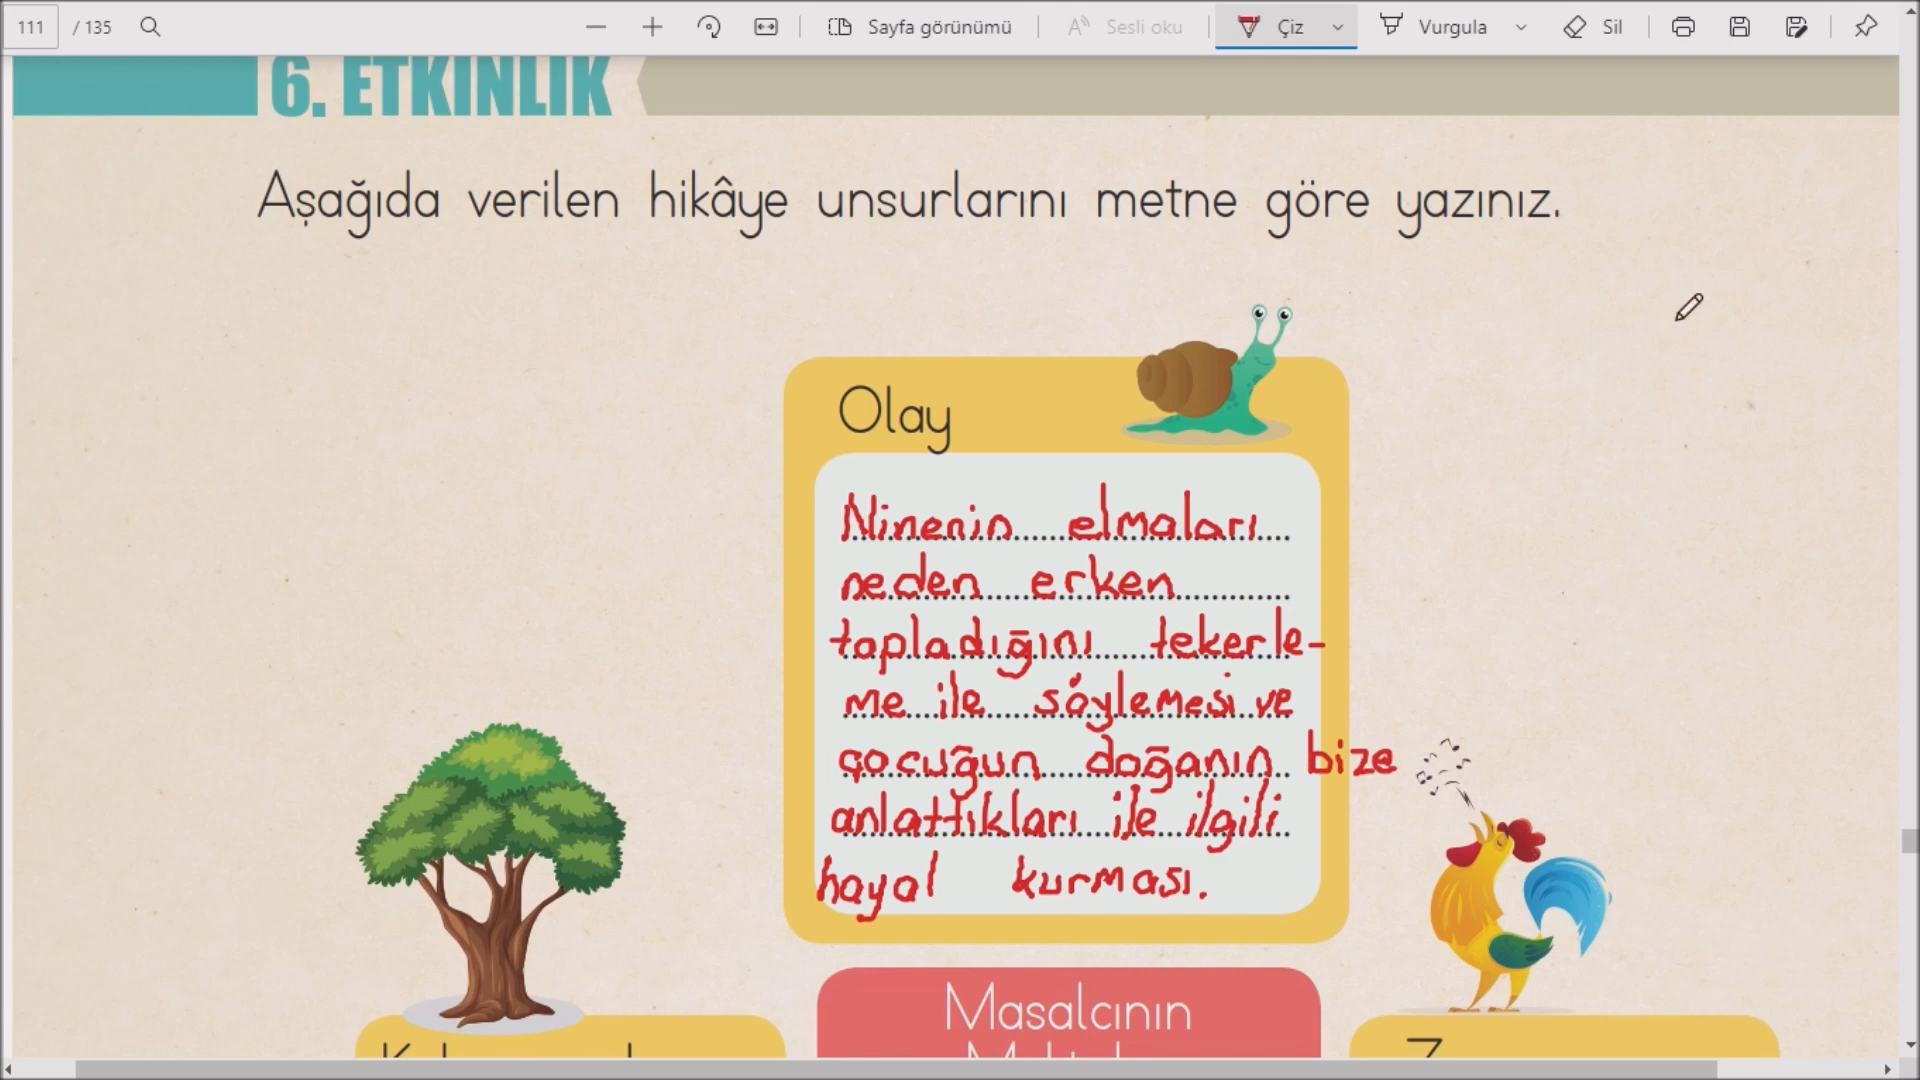 111 / 135 Sayfa görünümü Sesli oku Çiz Vurgula Sil
6. ETKİNLİK
Aşağıda verilen hikâye unsurlarını metne göre yazınız.
Olay
Ninenin elmaları
neden erken
topladığını tekerle-
me ile söylemesi ve
çocuğun doğanın bize
anlattıkları ile ilgili
hayal kurması.
Masalcının